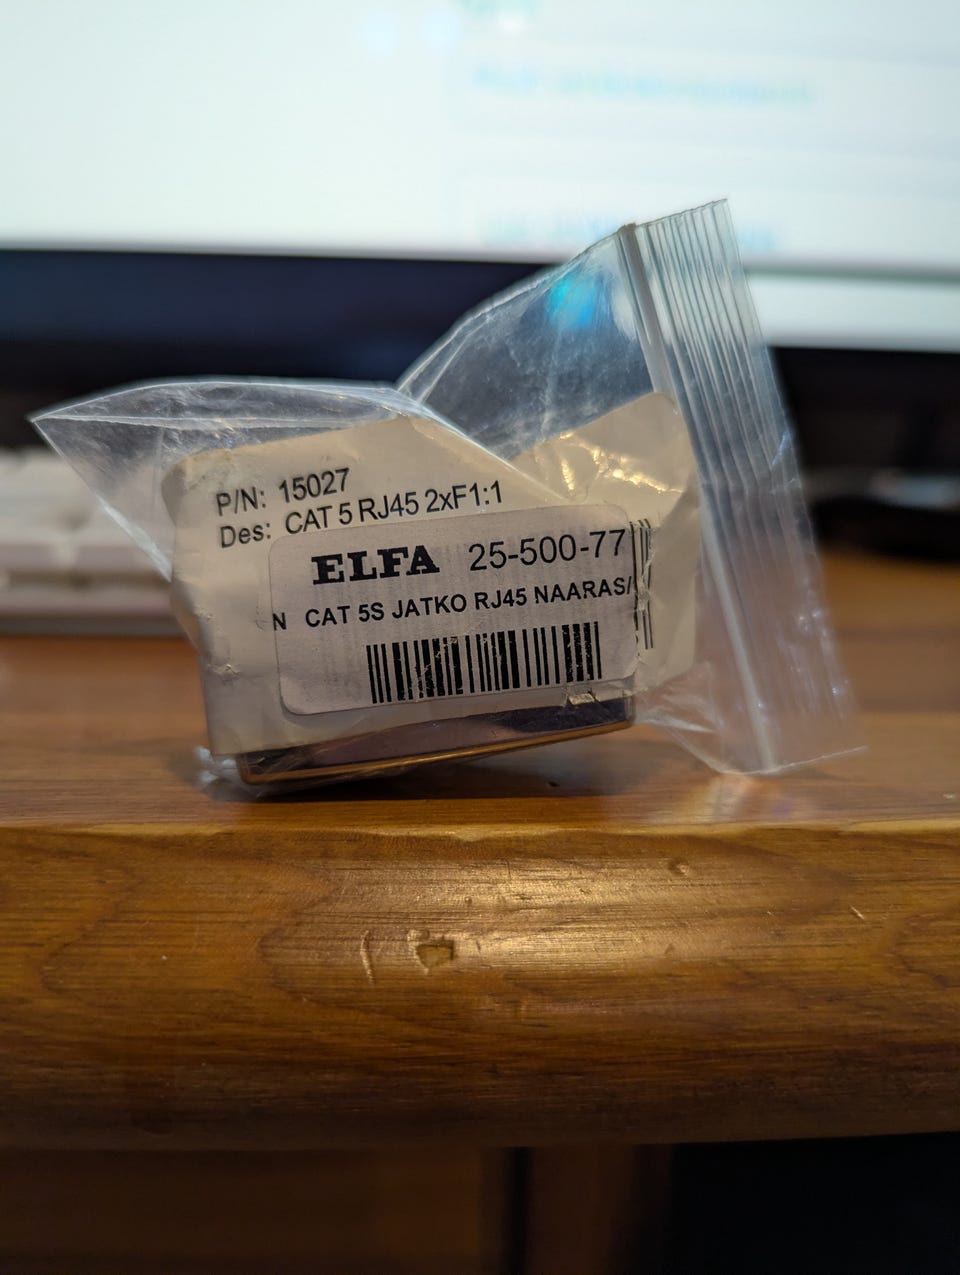 P/N: 15027
Des: CAT 5 RJ45 2xF1:1
ELFA 25-500-77
N CAT 5S JATKO RJ45 NAARAS/